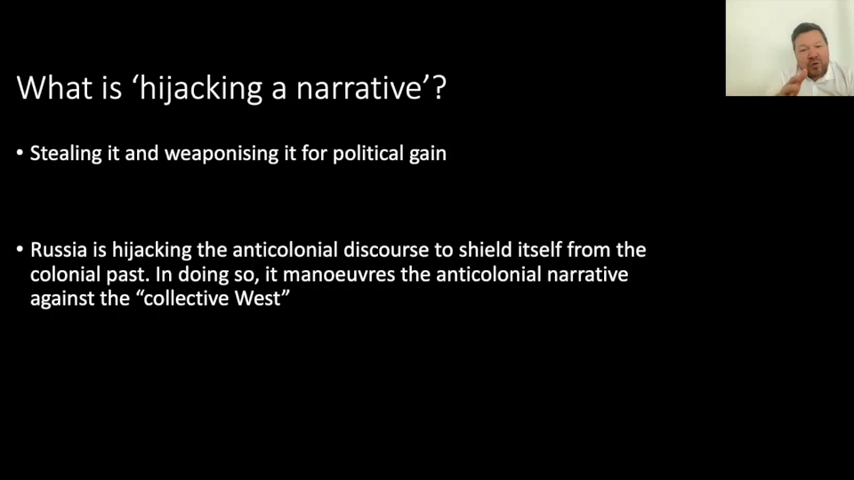 What is ‘hijacking a narrative’?
• Stealing it and weaponising it for political gain
• Russia is hijacking the anticolonial discourse to shield itself from the
colonial past. In doing so, it manoeuvres the anticolonial narrative
against the “collective West”